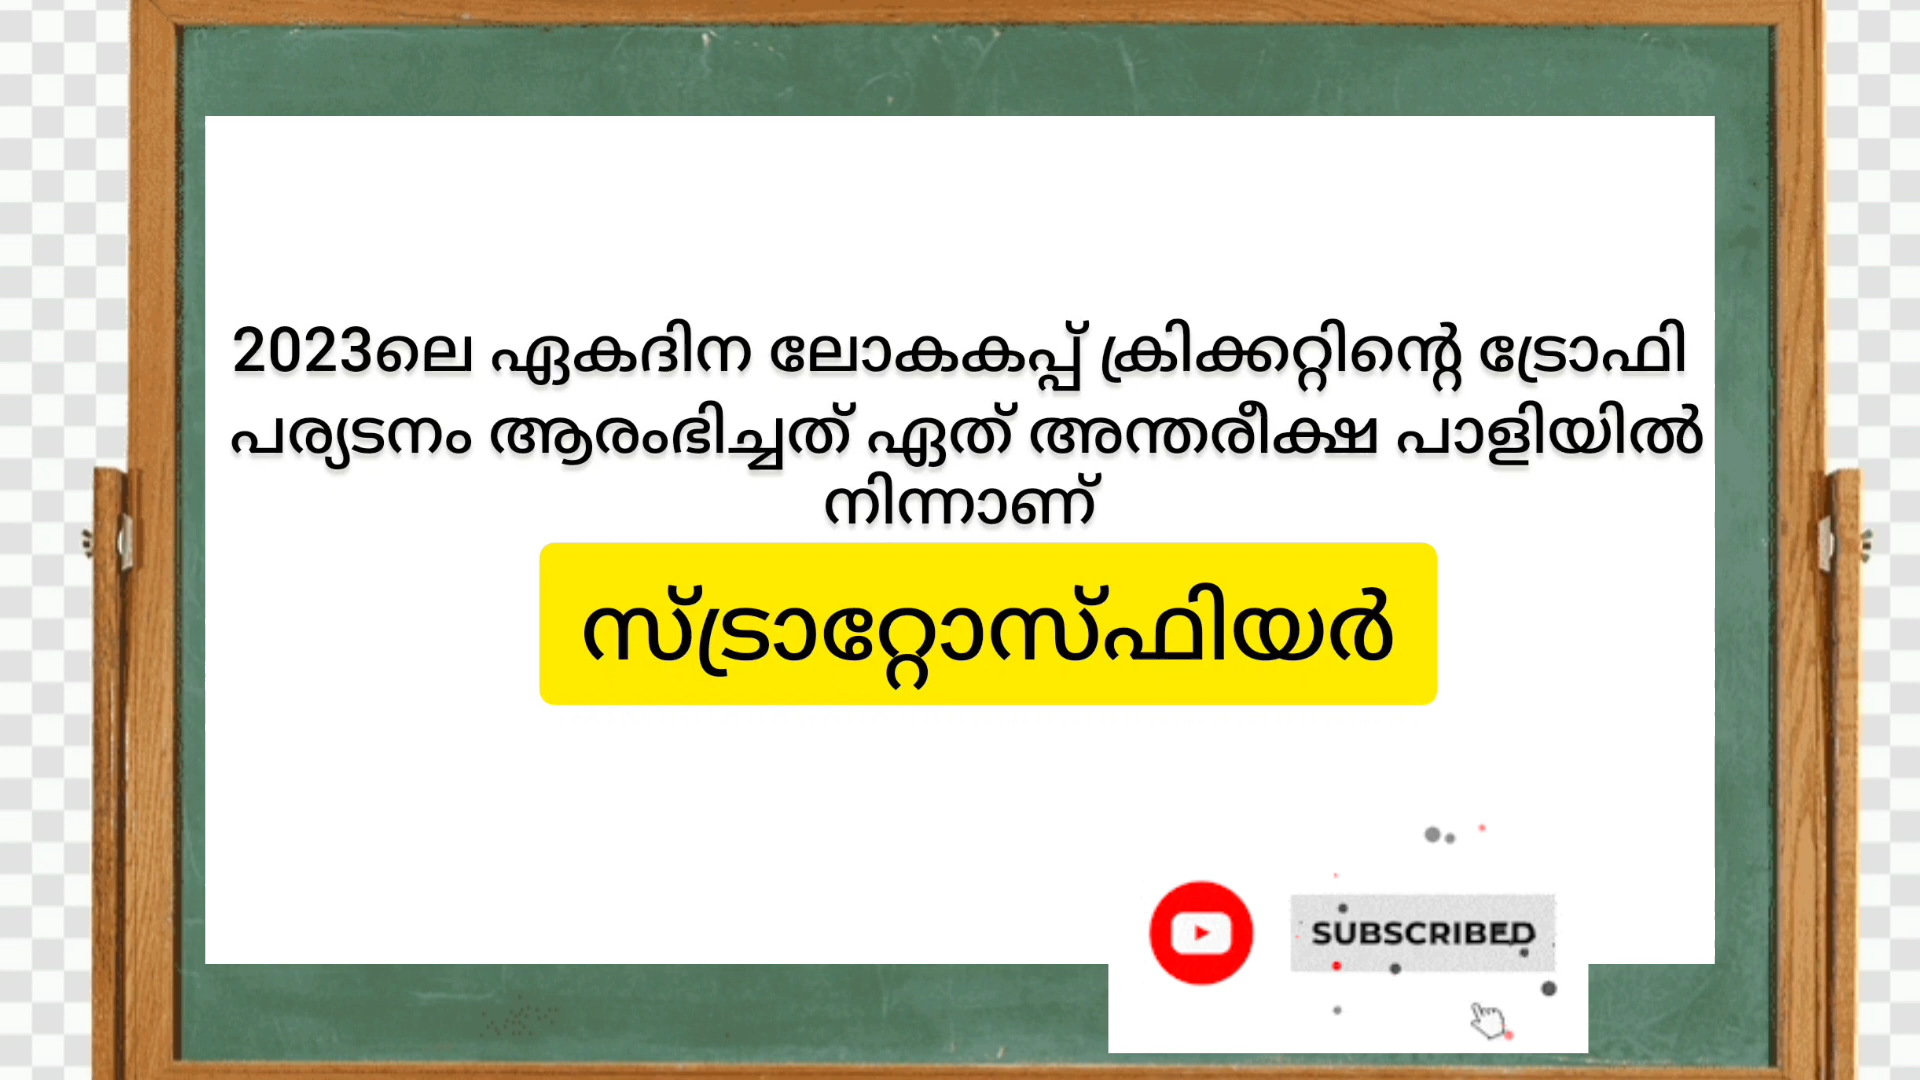 2023ലെ ഏകദിന ലോകകപ്പ് ക്രിക്കറ്റിന്റെ ട്രോഫി
പര്യടനം ആരംഭിച്ചത് ഏത് അന്തരീക്ഷ പാളിയിൽ
നിന്നാണ്
സ്ട്രാറ്റോസ്ഫിയർ
SUBSCRIBED